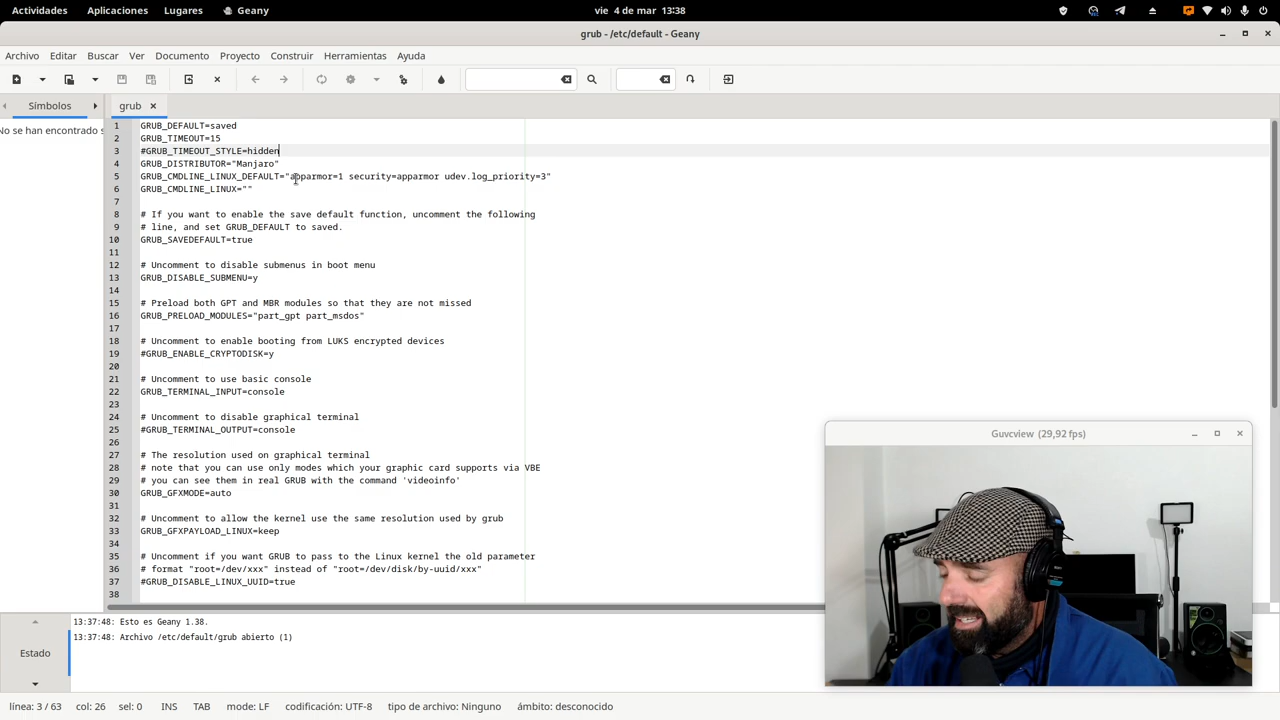 Actividades Aplicaciones Lugares Geany vie 4 de mar 13:38
grub - /etc/default - Geany
Archivo Editar Buscar Ver Documento Proyecto Construir Herramientas Ayuda
Símbolos grub
No se han encontrado s
1 GRUB_DEFAULT=saved
2 GRUB_TIMEOUT=15
3 #GRUB_TIMEOUT_STYLE=hidden
4 GRUB_DISTRIBUTOR="Manjaro"
5 GRUB_CMDLINE_LINUX_DEFAULT="apparmor=1 security=apparmor udev.log_priority=3"
6 GRUB_CMDLINE_LINUX=""
7
8 # If you want to enable the save default function, uncomment the following
9 # line, and set GRUB_DEFAULT to saved.
10 GRUB_SAVEDEFAULT=true
11
12 # Uncomment to disable submenus in boot menu
13 GRUB_DISABLE_SUBMENU=y
14
15 # Preload both GPT and MBR modules so that they are not missed
16 GRUB_PRELOAD_MODULES="part_gpt part_msdos"
17
18 # Uncomment to enable booting from LUKS encrypted devices
19 #GRUB_ENABLE_CRYPTODISK=y
20
21 # Uncomment to use basic console
22 GRUB_TERMINAL_INPUT=console
23
24 # Uncomment to disable graphical terminal
25 #GRUB_TERMINAL_OUTPUT=console
26
27 # The resolution used on graphical terminal
28 # note that you can use only modes which your graphic card supports via VBE
29 # you can see them in real GRUB with the command 'videoinfo'
30 GRUB_GFXMODE=auto
31
32 # Uncomment to allow the kernel use the same resolution used by grub
33 GRUB_GFXPAYLOAD_LINUX=keep
34
35 # Uncomment if you want GRUB to pass to the Linux kernel the old parameter
36 # format "root=/dev/xxx" instead of "root=/dev/disk/by-uuid/xxx"
37 #GRUB_DISABLE_LINUX_UUID=true
38
Guvcview (29,92 fps)
Estado
13:37:48: Esto es Geany 1.38.
13:37:48: Archivo /etc/default/grub abierto (1)
línea: 3 / 63 col: 26 sel: 0 INS TAB mode: LF codificación: UTF-8 tipo de archivo: Ninguno ámbito: desconocido